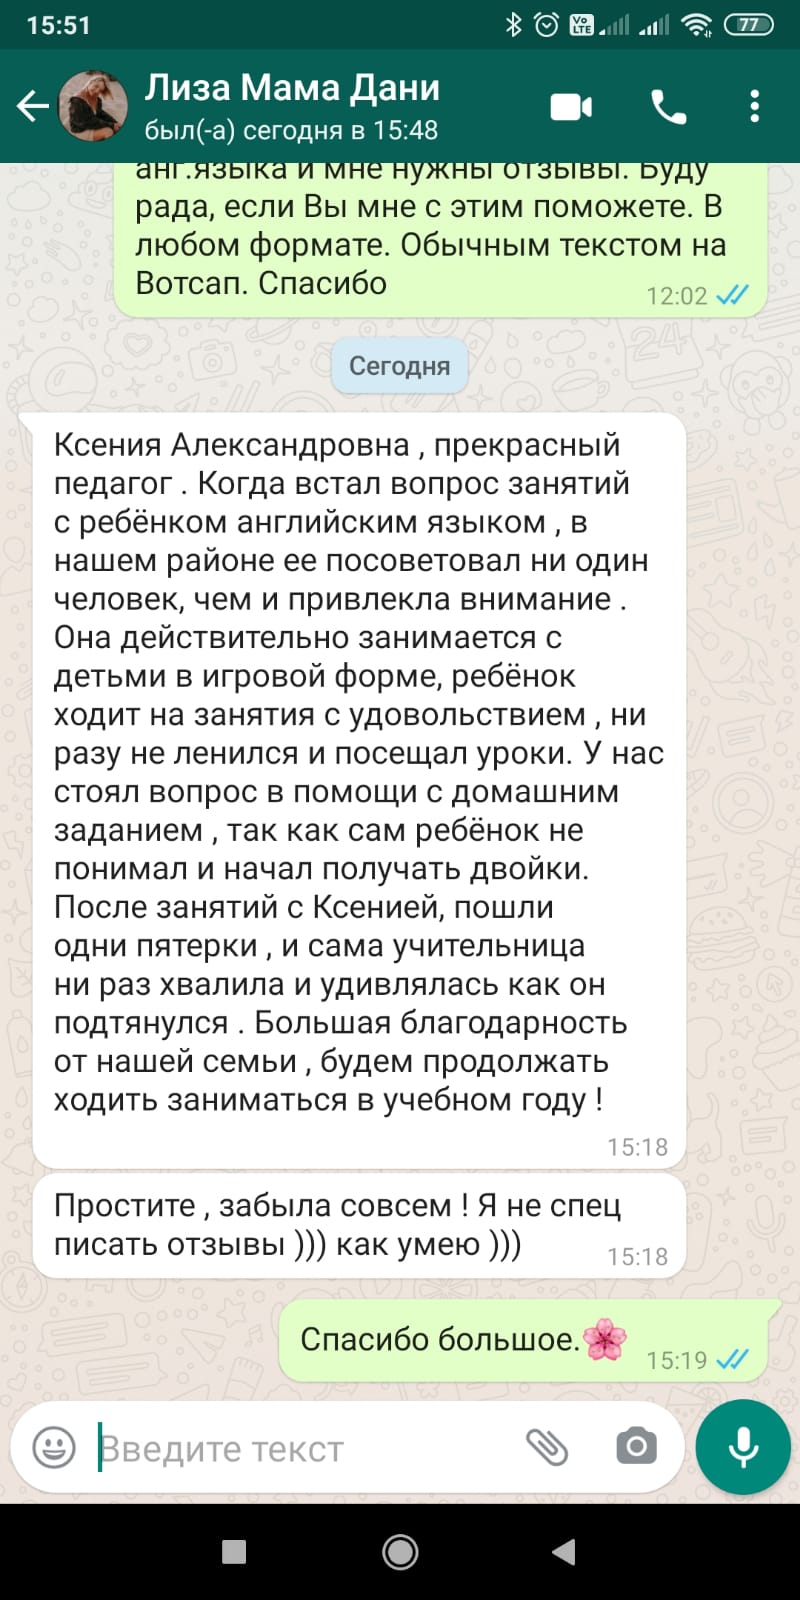 15:51
Vo LTE
77
Лиза Мама Дани
был(-а) сегодня в 15:48
анг.языка и мне нужны отзывы. Буду
рада, если Вы мне с этим поможете. В
любом формате. Обычным текстом на
Вотсап. Спасибо
12:02
Сегодня
Ксения Александровна , прекрасный
педагог . Когда встал вопрос занятий
с ребёнком английским языком , в
нашем районе ее посоветовал ни один
человек, чем и привлекла внимание .
Она действительно занимается с
детьми в игровой форме, ребёнок
ходит на занятия с удовольствием , ни
разу не ленился и посещал уроки. У нас
стоял вопрос в помощи с домашним
заданием , так как сам ребёнок не
понимал и начал получать двойки.
После занятий с Ксенией, пошли
одни пятерки , и сама учительница
ни раз хвалила и удивлялась как он
подтянулся . Большая благодарность
от нашей семьи , будем продолжать
ходить заниматься в учебном году !
15:18
Простите , забыла совсем ! Я не спец
писать отзывы ))) как умею )))
15:18
Спасибо большое.🌸
15:19
Введите текст